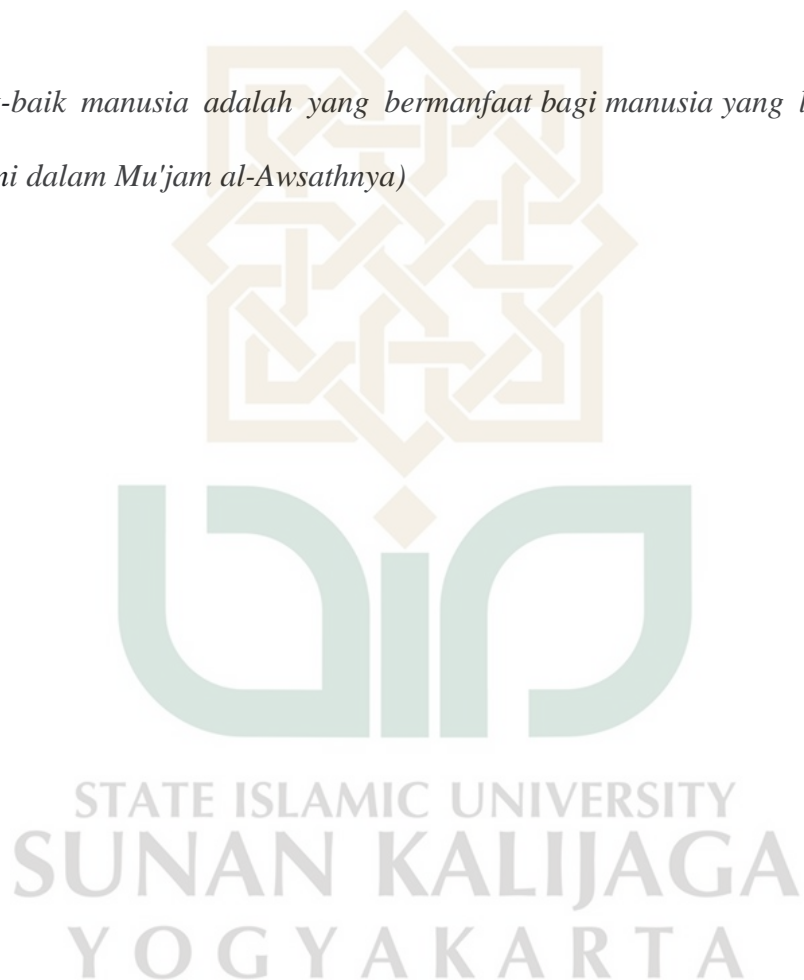 -baik manusia adalah yang bermanfaat bagi manusia yang
dalam Mu'jam al-Awsathnya)
STATE ISLAMIC UNIVERSITY
SUNAN KALIJAGA
YOGYAKARTA